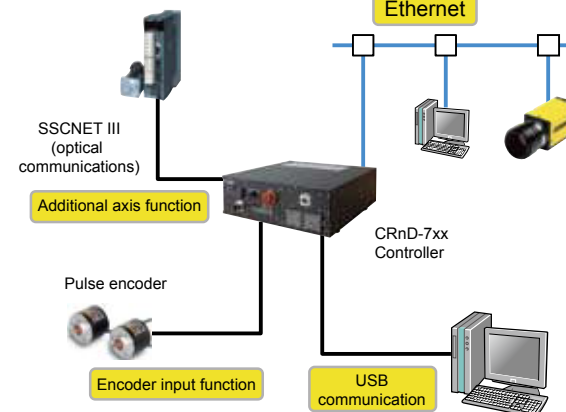 Ethernet
SSCNET III
(optical
communications)
Additional axis function
CRnD-7xx
Controller
Pulse encoder
Encoder input function
USB
communication